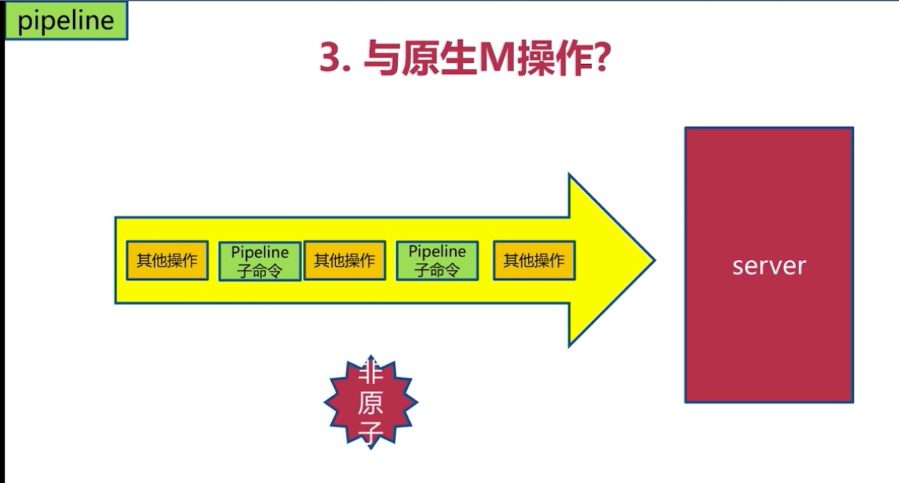 pipeline
3. 与原生M操作?
其他操作
Pipeline
子命令
其他操作
Pipeline
子命令
其他操作
server
非
原
子